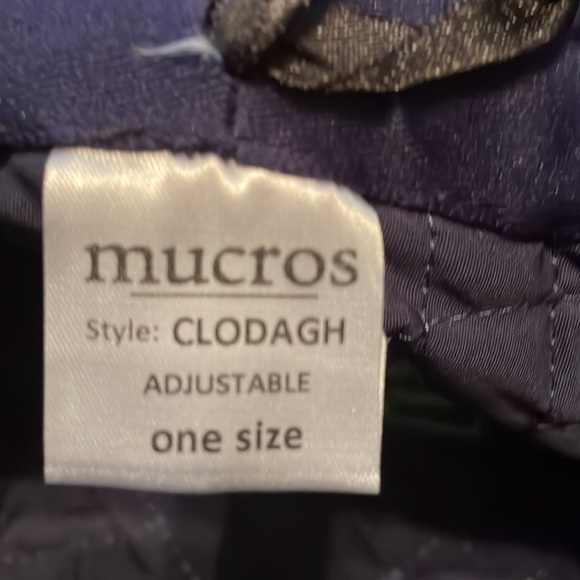 mucros
Style: CLODAGH
ADJUSTABLE
one size